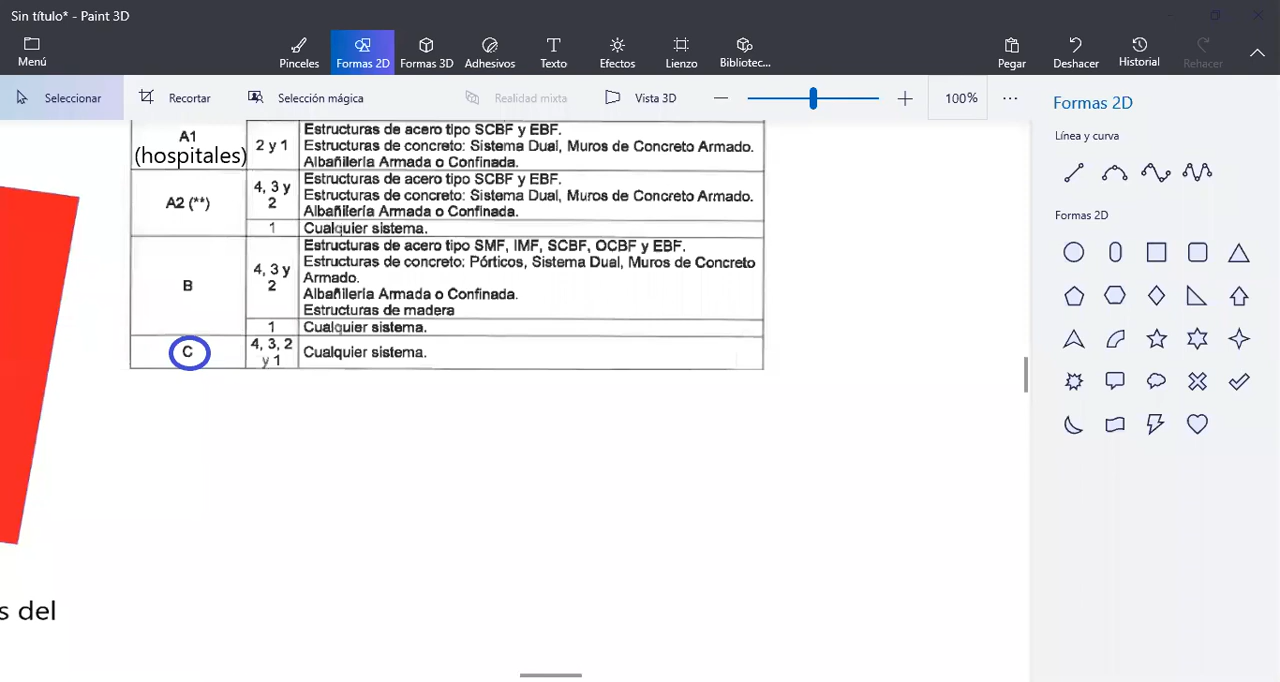 Sin título* - Paint 3D
Menú
Pinceles
Formas 2D
Formas 3D
Adhesivos
Texto
Efectos
Lienzo
Bibliotec...
Pegar
Deshacer
Historial
Rehacer
Seleccionar
Recortar
Selección mágica
Realidad mixta
Vista 3D
100%
Formas 2D
Línea y curva
Formas 2D
A1
(hospitales)
2 y 1
Estructuras de acero tipo SCBF y EBF.
Estructuras de concreto: Sistema Dual, Muros de Concreto Armado.
Albañilería Armada o Confinada.
A2 (**)
4, 3 y
2
Estructuras de acero tipo SCBF y EBF.
Estructuras de concreto: Sistema Dual, Muros de Concreto Armado.
Albañilería Armada o Confinada.
1
Cualquier sistema.
B
4, 3 y
2
Estructuras de acero tipo SMF, IMF, SCBF, OCBF y EBF.
Estructuras de concreto: Pórticos, Sistema Dual, Muros de Concreto
Armado.
Albañilería Armada o Confinada.
Estructuras de madera
1
Cualquier sistema.
C
4, 3, 2
y 1
Cualquier sistema.
s del